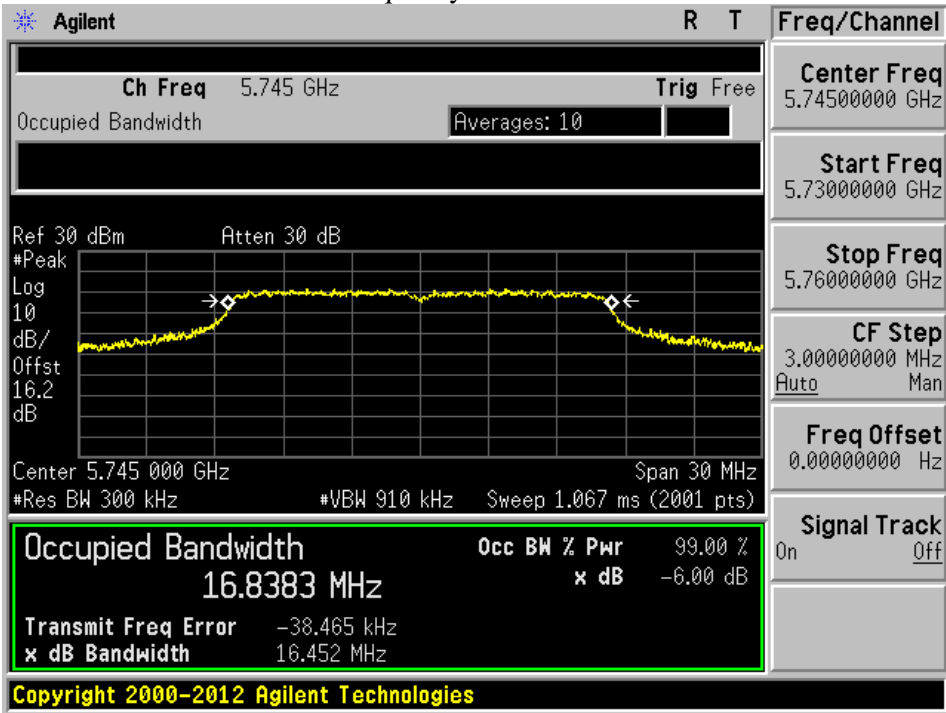 Agilent R T Freq/Channel
Ch Freq 5.745 GHz Trig Free
Occupied Bandwidth Averages: 10
Center Freq
5.74500000 GHz
Start Freq
5.73000000 GHz
Stop Freq
5.76000000 GHz
CF Step
3.00000000 MHz
Auto Man
Freq Offset
0.00000000 Hz
Signal Track
On Off
Ref 30 dBm Atten 30 dB
#Peak
Log
10
dB/
Offst
16.2
dB
Center 5.745 000 GHz Span 30 MHz
#Res BW 300 kHz #VBW 910 kHz Sweep 1.067 ms (2001 pts)
Occupied Bandwidth Occ BW % Pwr 99.00 %
16.8383 MHz x dB -6.00 dB
Transmit Freq Error -38.465 kHz
x dB Bandwidth 16.452 MHz
Copyright 2000-2012 Agilent Technologies